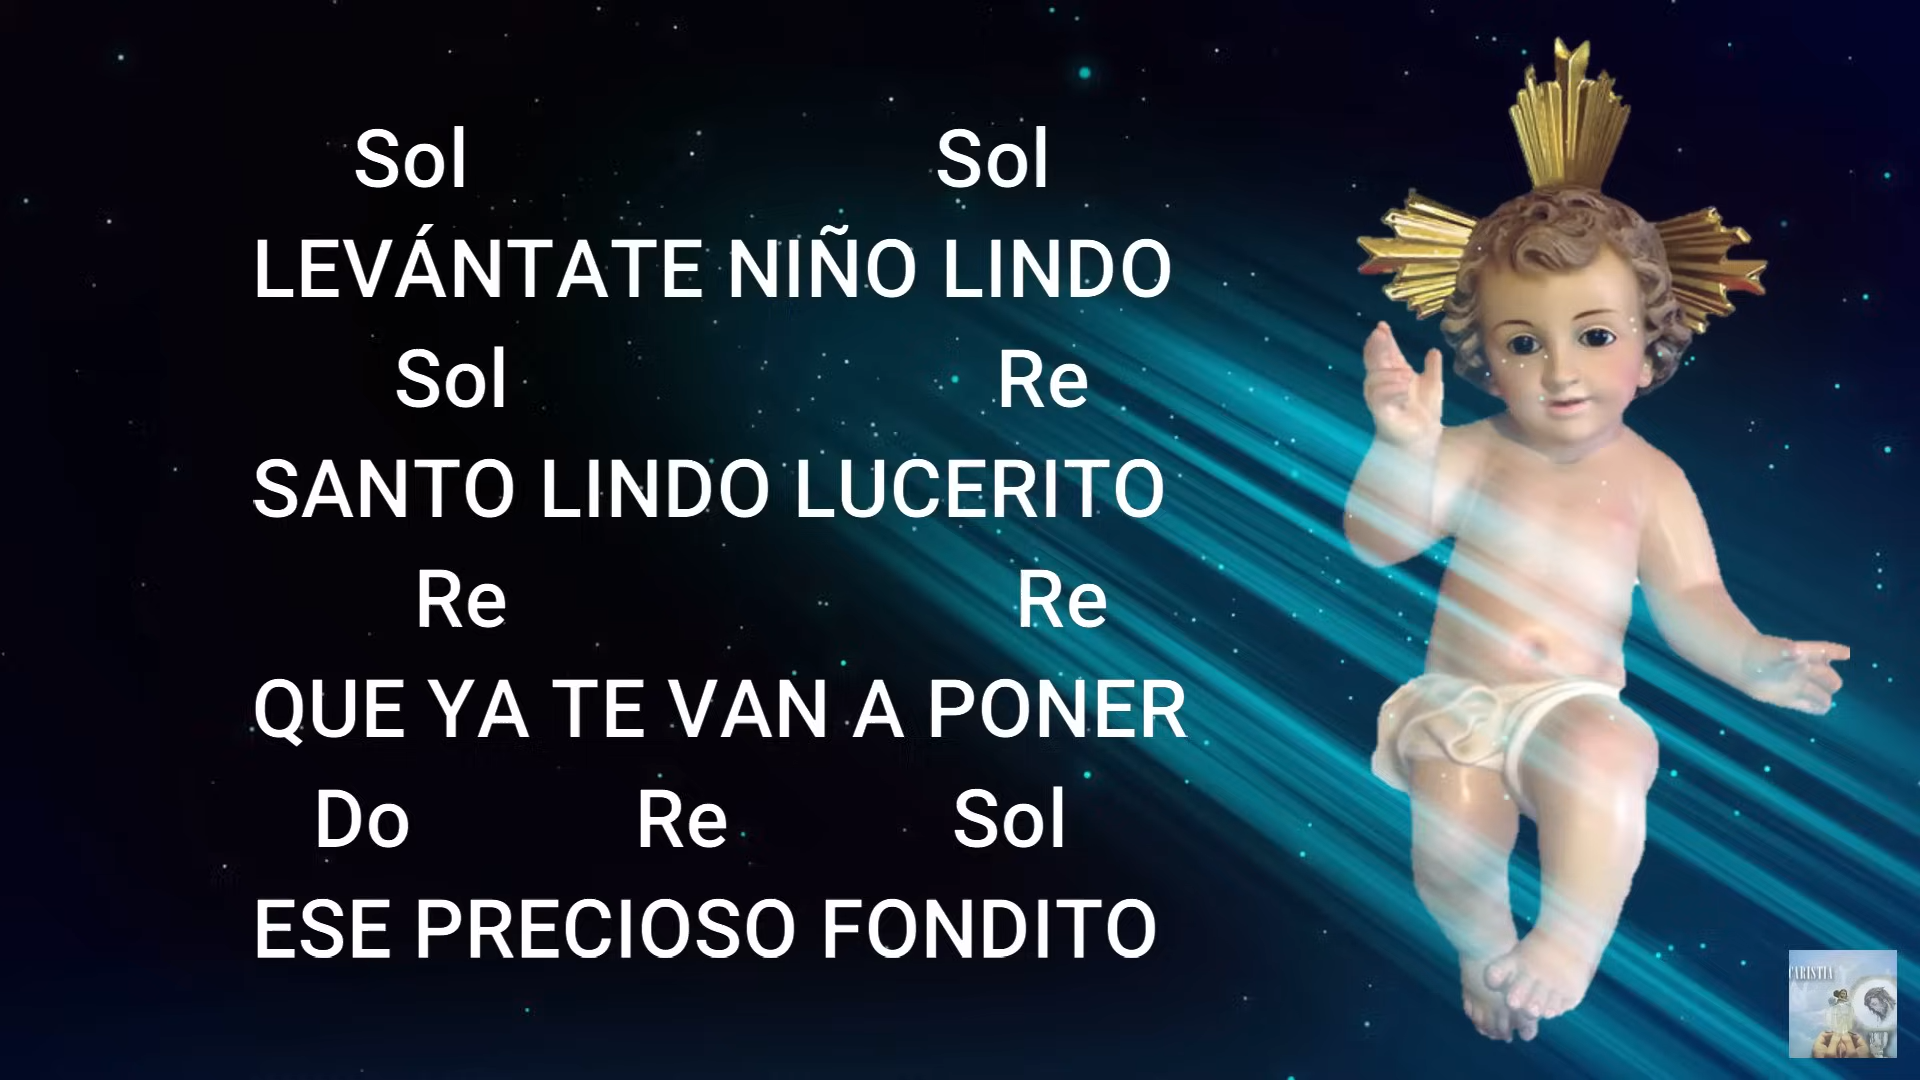 Sol Sol
LEVÁNTATE NIÑO LINDO
Sol Re
SANTO LINDO LUCERITO
Re Re
QUE YA TE VAN A PONER
Do Re Sol
ESE PRECIOSO FONDITO
CARISTIA